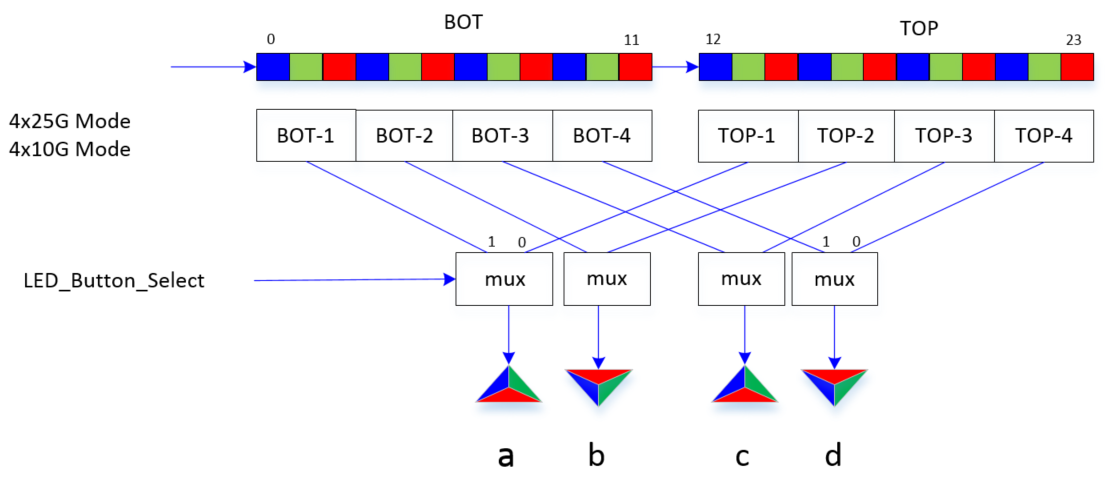 BOT
TOP
0
11
12
23
4x25G Mode
4x10G Mode
BOT-1
BOT-2
BOT-3
BOT-4
TOP-1
TOP-2
TOP-3
TOP-4
1
0
1
0
LED_Button_Select
mux
mux
mux
mux
a
b
c
d